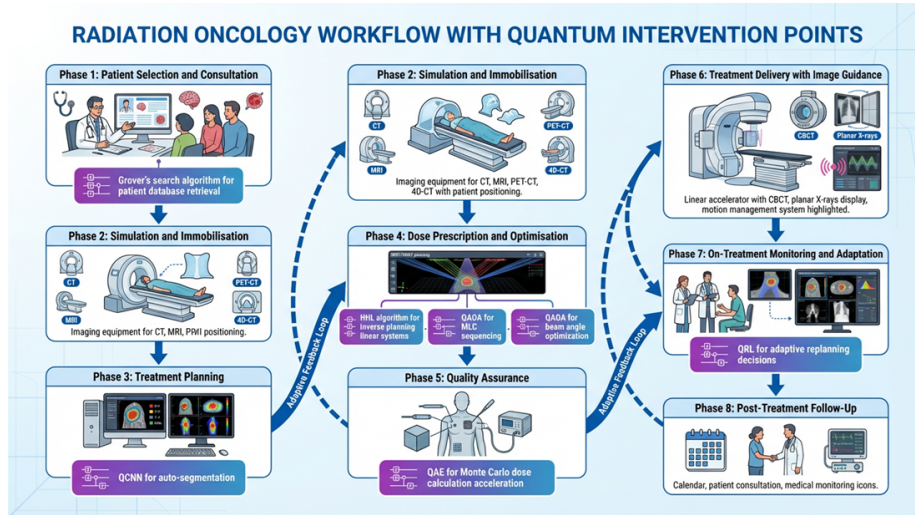 RADIATION ONCOLOGY WORKFLOW WITH QUANTUM INTERVENTION POINTS
Phase 1: Patient Selection and Consultation
Grover's search algorithm for
patient database retrieval
Phase 2: Simulation and Immobilisation
CT
PET-CT
MRI
4D-CT
Imaging equipment for CT, MRI, PIMI positioning.
Phase 3: Treatment Planning
QCNN for auto-segmentation
Adaptive Feedback Loop
Phase 2: Simulation and Immobilisation
CT
PET-CT
MRI
4D-CT
Imaging equipment for CT, MRI, PET-CT,
4D-CT with patient positioning.
Phase 4: Dose Prescription and Optimisation
HHL algorithm for
inverse planning
linear systems
QAOA for
MLC
sequencing
QAOA for
beam angle
optimization
Phase 5: Quality Assurance
QAE for Monte Carlo dose
calculation acceleration
Adaptive Feedback Loop
Phase 6: Treatment Delivery with Image Guidance
CBCT
Planar X-rays
Linear accelerator with CBCT, planar X-rays display,
motion management system highlighted.
Phase 7: On-Treatment Monitoring and Adaptation
QRL for adaptive replanning
decisions
Phase 8: Post-Treatment Follow-Up
Calendar, patient consultation, medical monitoring icons.